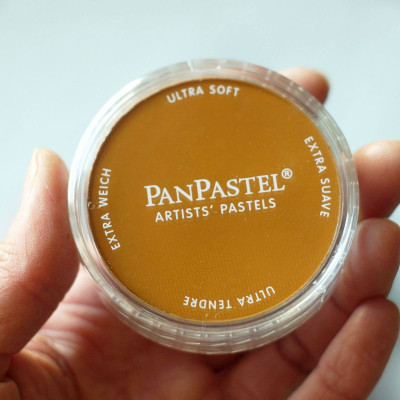 ULTRA SOFT
EXTRA SUAVE
PANPASTEL®
ARTISTS' PASTELS
EXTRA WEICH
ULTRA TENDRE